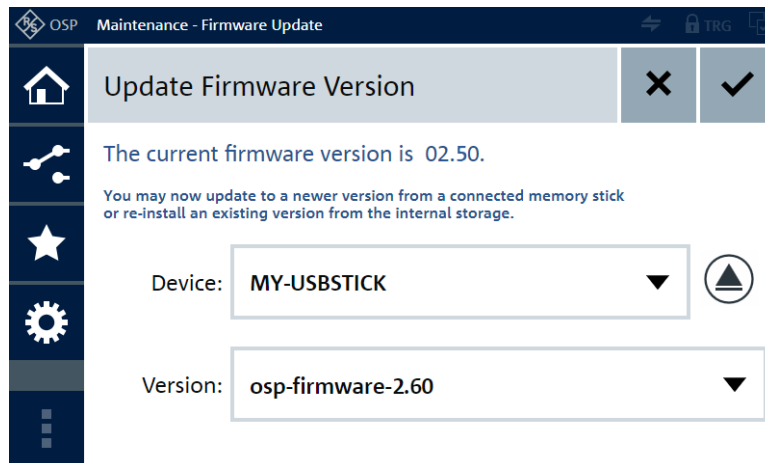 R&S OSP Maintenance - Firmware Update TRG
Update Firmware Version
The current firmware version is 02.50.
You may now update to a newer version from a connected memory stick
or re-install an existing version from the internal storage.
Device: MY-USBSTICK
Version: osp-firmware-2.60